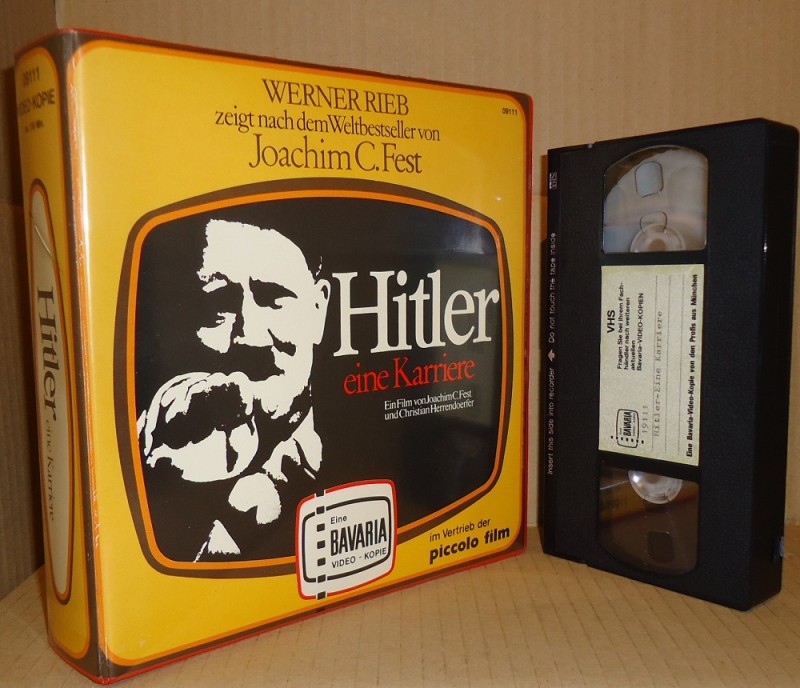 09111
VIDEO-KOPIE
Hitler eine Karriere
WERNER RIEB
zeigt nach dem Weltbestseller von
Joachim C. Fest
09111
Hitler
eine Karriere
Ein Film von Joachim C. Fest
und Christian Herrendoerfer
Eine
BAVARIA
VIDEO - KOPIE
im Vertrieb der
piccolo film
Insert this side into recorder
Do not touch the tape inside
VHS
Fragen Sie bei Ihrem Fach-
händler nach weiteren
aktuellen
Bavaria-VIDEO-KOPIEN
BAVARIA
Hitler-Eine Karriere
Eine Bavaria-Video-Kopie von den Profis aus München